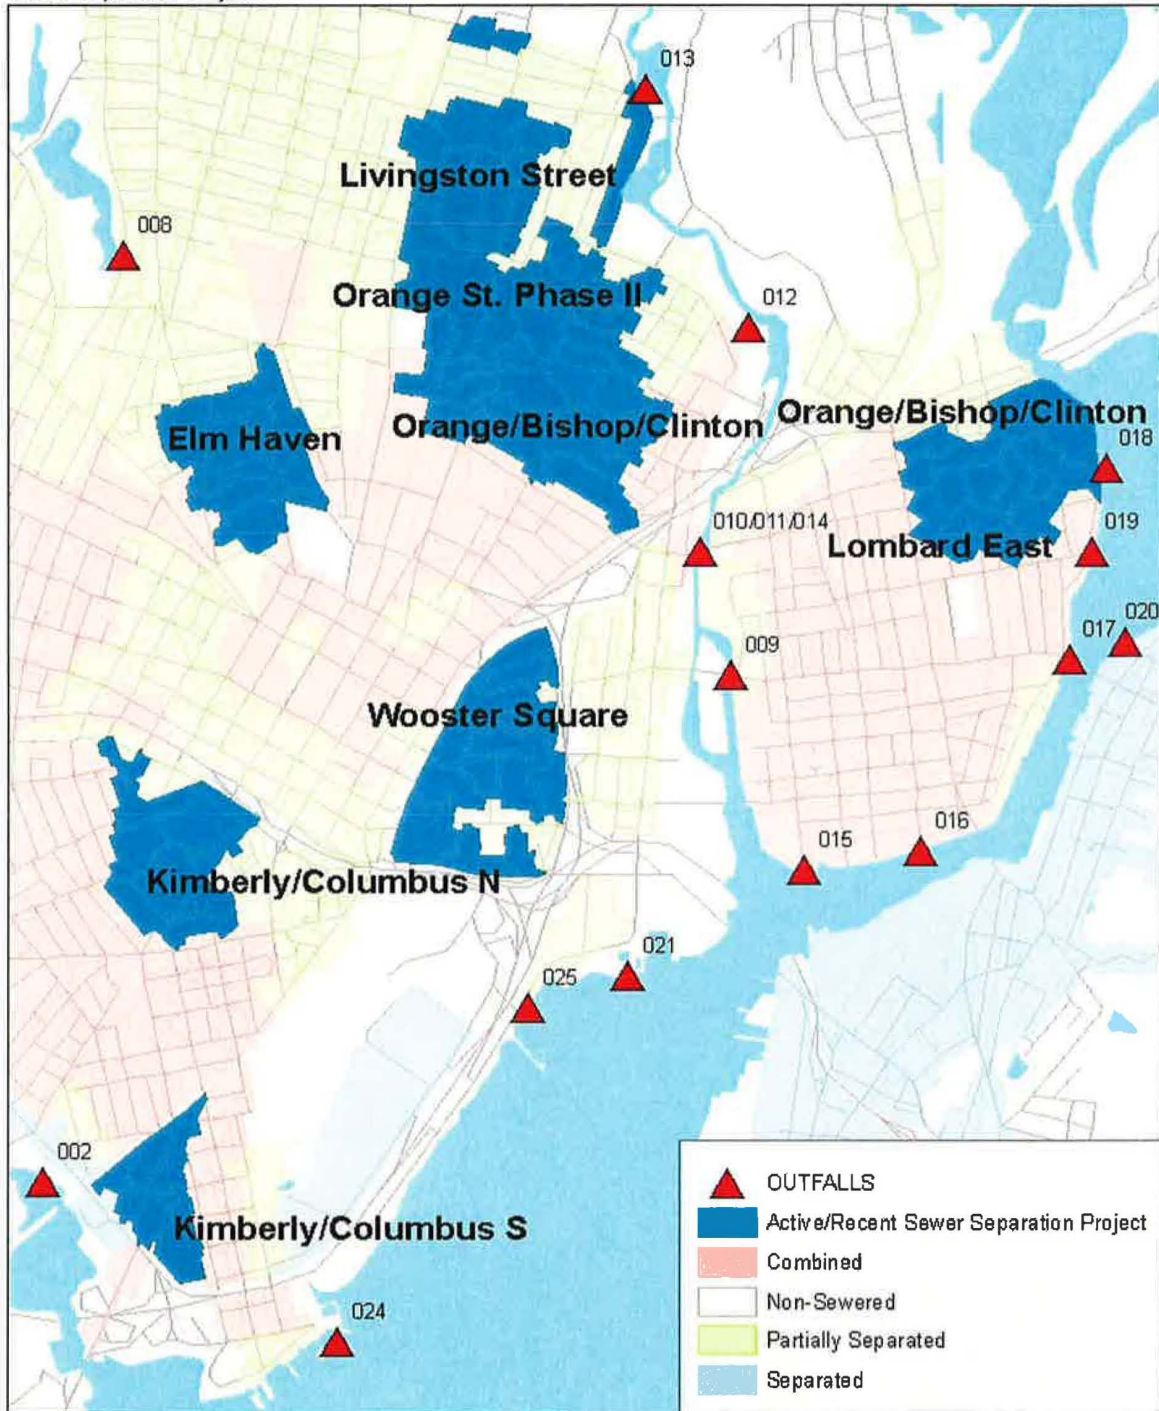 013
Livingston Street
008
Orange St. Phase II
012
Orange/Bishop/Clinton
Orange/Bishop/Clinton
Elm Haven
018
010/011/014
019
Lombard East
017
020
009
Wooster Square
015
016
Kimberly/Columbus N
021
025
002
Kimberly/Columbus S
024
OUTFALLS
Active/Recent Sewer Separation Project
Combined
Non-Sewered
Partially Separated
Separated